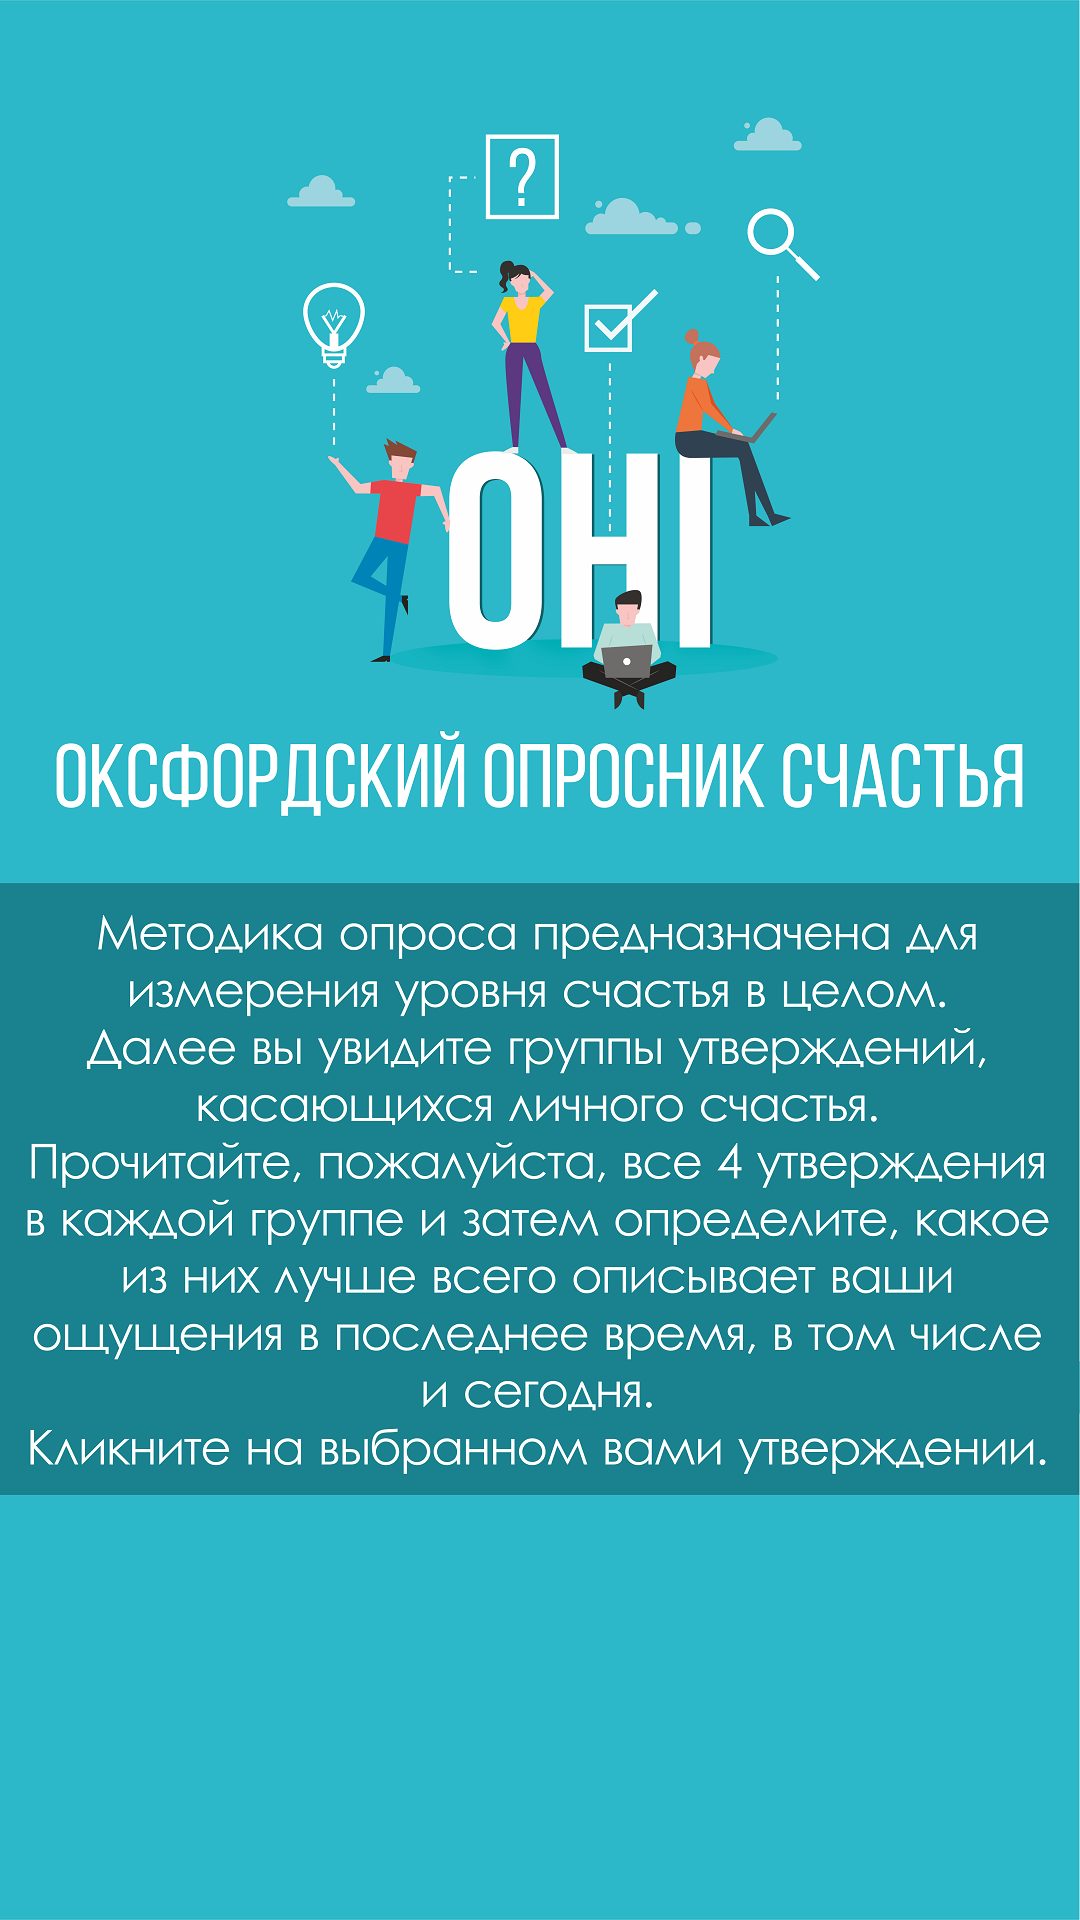 ?
OHI
ОКСФОРДСКИЙ ОПРОСНИК СЧАСТЬЯ
Методика опроса предназначена для
измерения уровня счастья в целом.
Далее вы увидите группы утверждений,
касающихся личного счастья.
Прочитайте, пожалуйста, все 4 утверждения
в каждой группе и затем определите, какое
из них лучше всего описывает ваши
ощущения в последнее время, в том числе
и сегодня.
Кликните на выбранном вами утверждении.